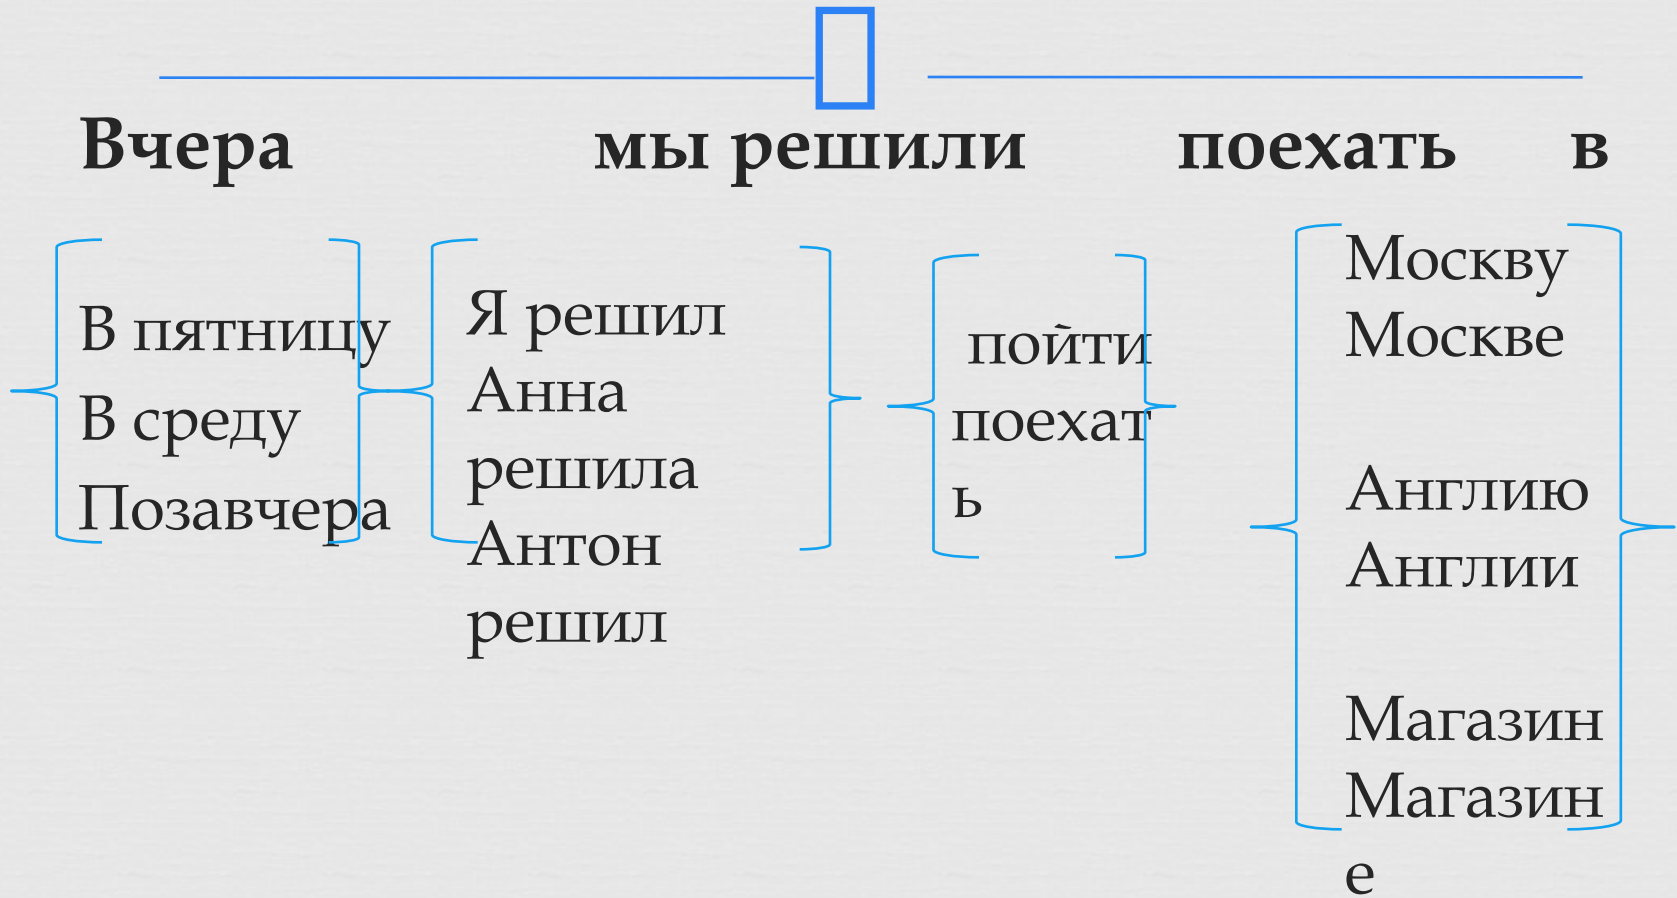 Вчера мы решили поехать в
В пятницу
В среду
Позавчера
Я решил
Анна
решила
Антон
решил
пойти
поехат
ь
Москву
Москве
Англию
Англии
Магазин
Магазин
е